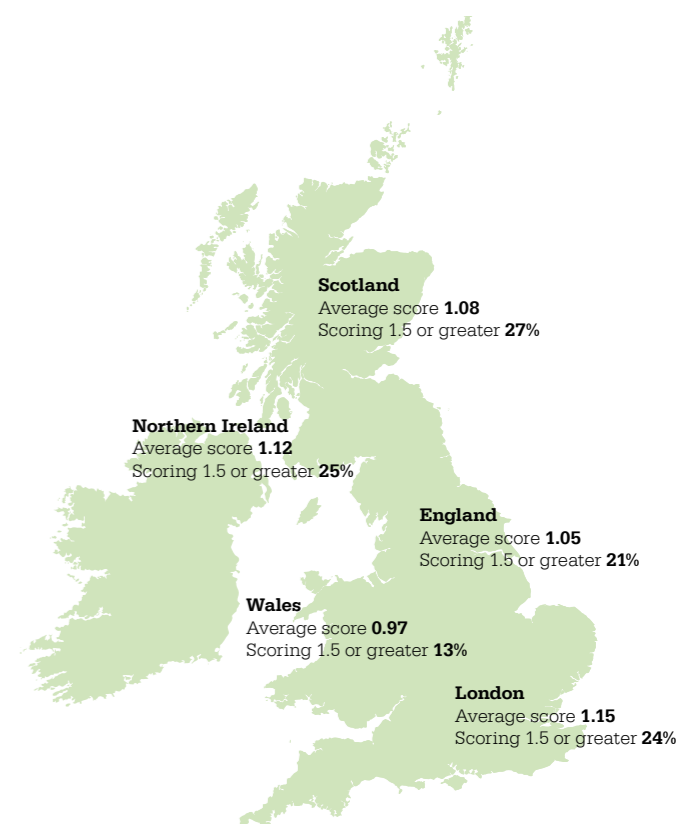 Scotland
Average score 1.08
Scoring 1.5 or greater 27%
Northern Ireland
Average score 1.12
Scoring 1.5 or greater 25%
England
Average score 1.05
Scoring 1.5 or greater 21%
Wales
Average score 0.97
Scoring 1.5 or greater 13%
London
Average score 1.15
Scoring 1.5 or greater 24%